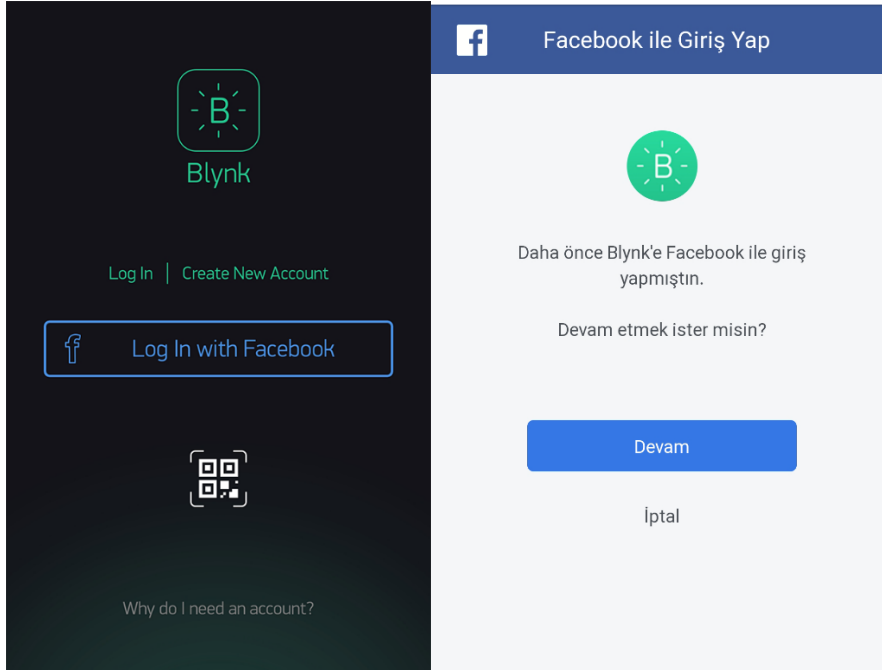 B
Blynk
Log In | Create New Account
f Log In with Facebook
Why do I need an account?
f Facebook ile Giriş Yap
B
Daha önce Blynk'e Facebook ile giriş
yapmıştın.
Devam etmek ister misin?
Devam
İptal